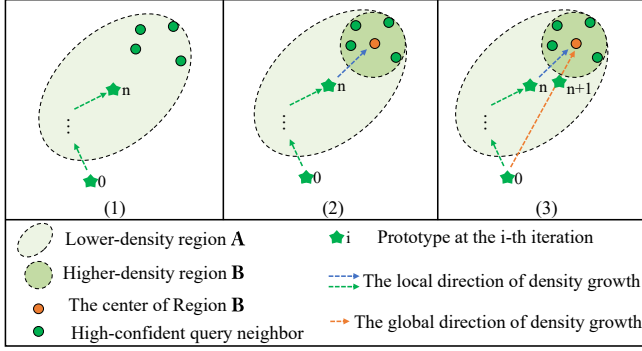 n
⋮
0
(1)
n
⋮
0
(2)
n
n+1
⋮
0
(3)
Lower-density region A
i Prototype at the i-th iteration
Higher-density region B
The local direction of density growth
The center of Region B
The global direction of density growth
High-confident query neighbor